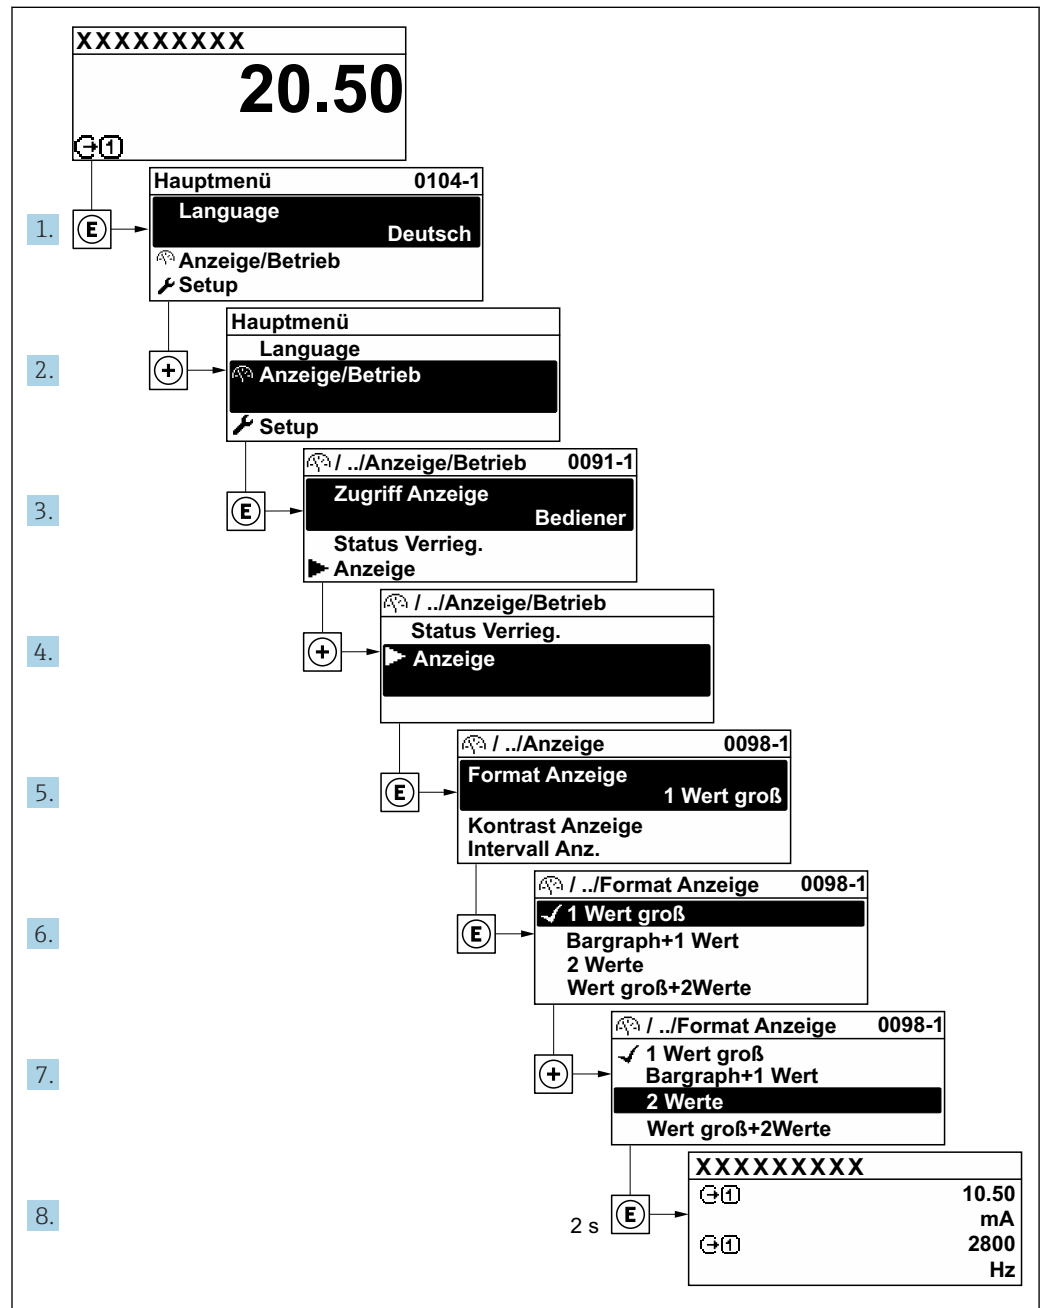 XXXXXXXXX
20.50
1
Hauptmenü 0104-1
1. E Language
Deutsch
Anzeige/Betrieb
Setup
Hauptmenü
Language
2. + Anzeige/Betrieb
Setup
/ ../Anzeige/Betrieb 0091-1
Zugriff Anzeige
3. E Bediener
Status Verrieg.
Anzeige
/ ../Anzeige/Betrieb
Status Verrieg.
4. + Anzeige
/ ../Anzeige 0098-1
Format Anzeige
5. E 1 Wert groß
Kontrast Anzeige
Intervall Anz.
/ ../Format Anzeige 0098-1
1 Wert groß
6. E Bargraph+1 Wert
2 Werte
Wert groß+2Werte
/ ../Format Anzeige 0098-1
1 Wert groß
7. + Bargraph+1 Wert
2 Werte
Wert groß+2Werte
XXXXXXXXX
1 10.50
8. 2 s E mA
1 2800
Hz